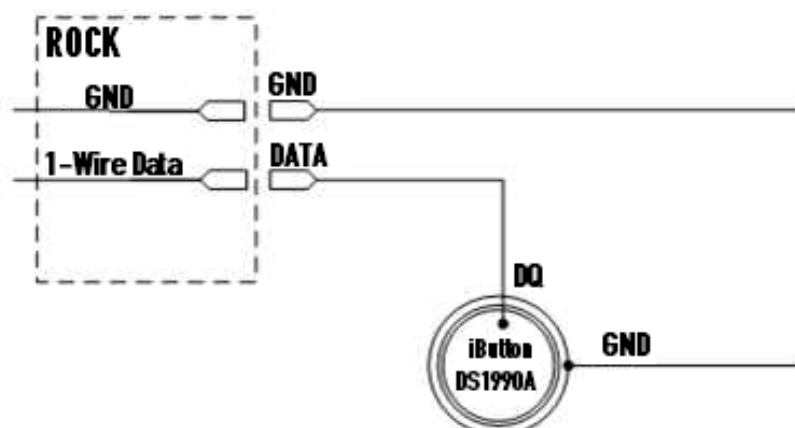 ROCK
GND
GND
1-Wire Data
DATA
DQ
iButton
DS1990A
GND